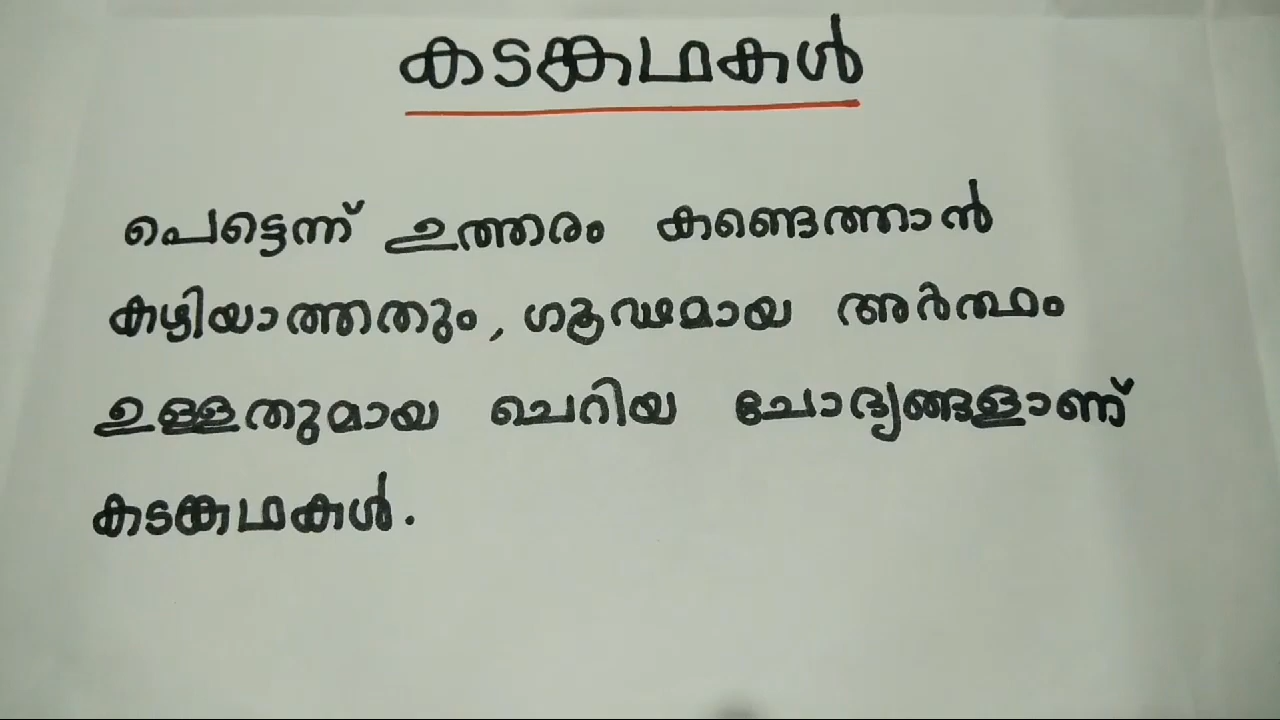 കടങ്കഥകൾ
പെട്ടെന്ന് ഉത്തരം കണ്ടെത്താൻ
കഴിയാത്തതും, ഗൂഢമായ അർത്ഥം
ഉള്ളതുമായ ചെറിയ ചോദ്യങ്ങളാണ്
കടങ്കഥകൾ.